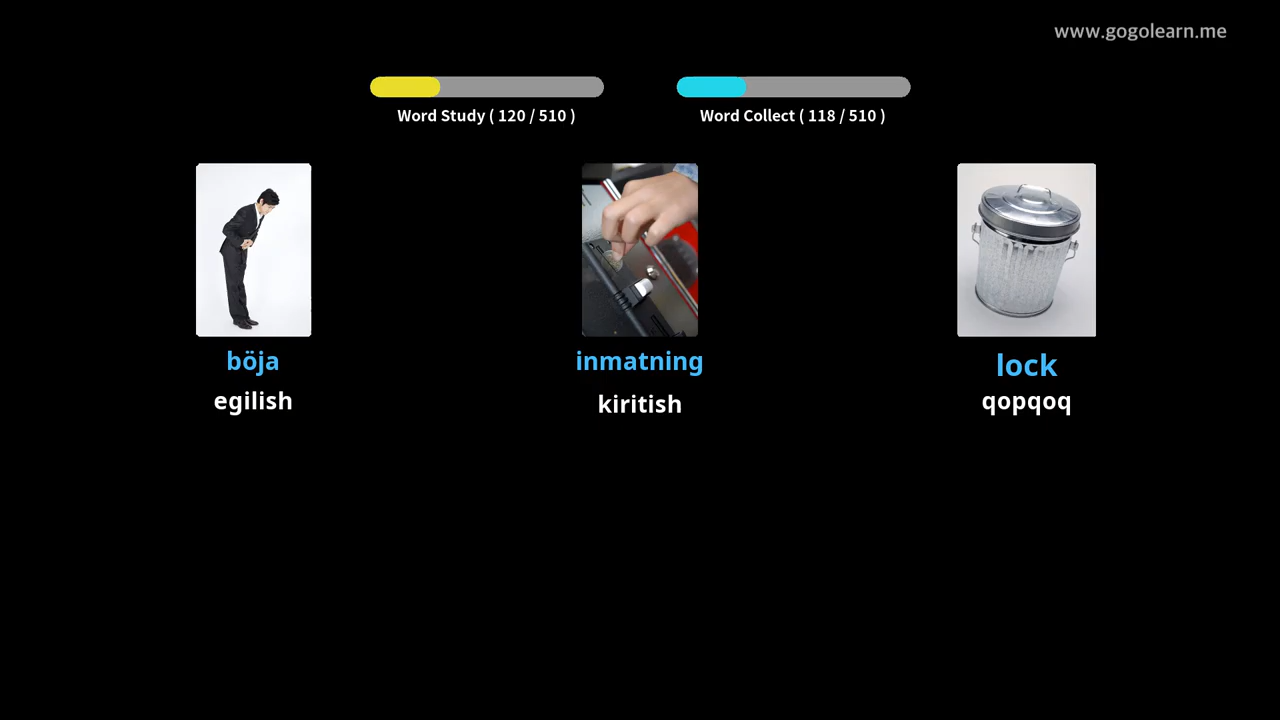 www.gogolearn.me
Word Study ( 120 / 510 )
Word Collect ( 118 / 510 )
böja
inmatning
lock
egilish
kiritish
qopqoq